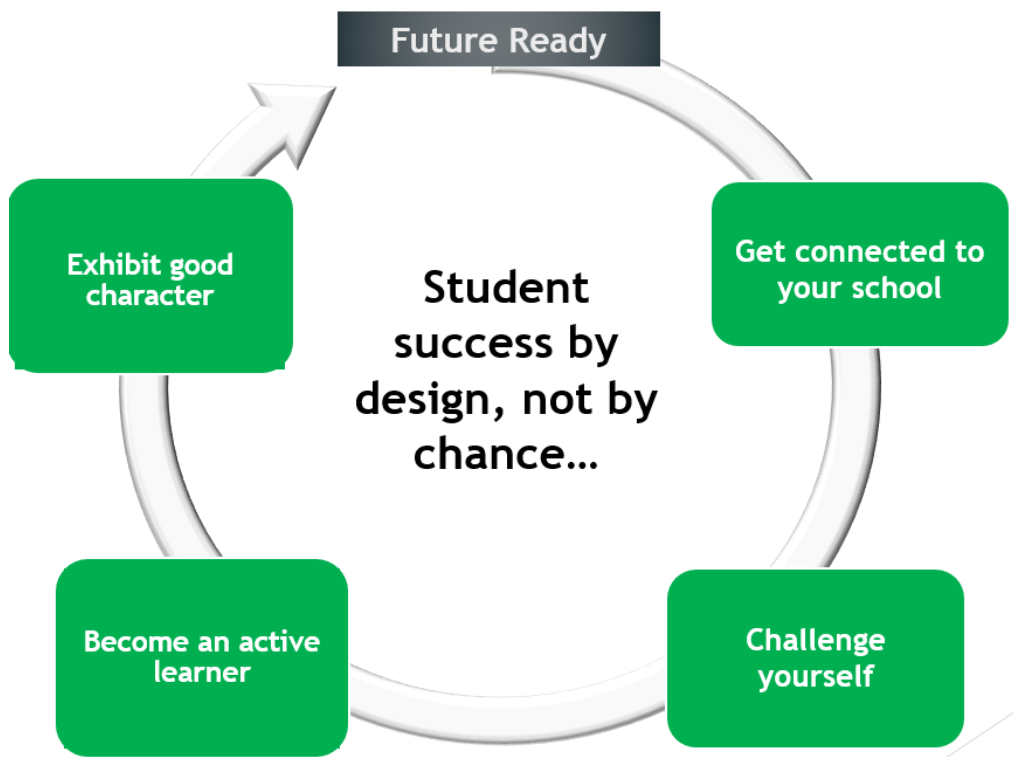 Future Ready
Get connected to
your school
Challenge
yourself
Become an active
learner
Exhibit good
character
Student
success by
design, not by
chance…